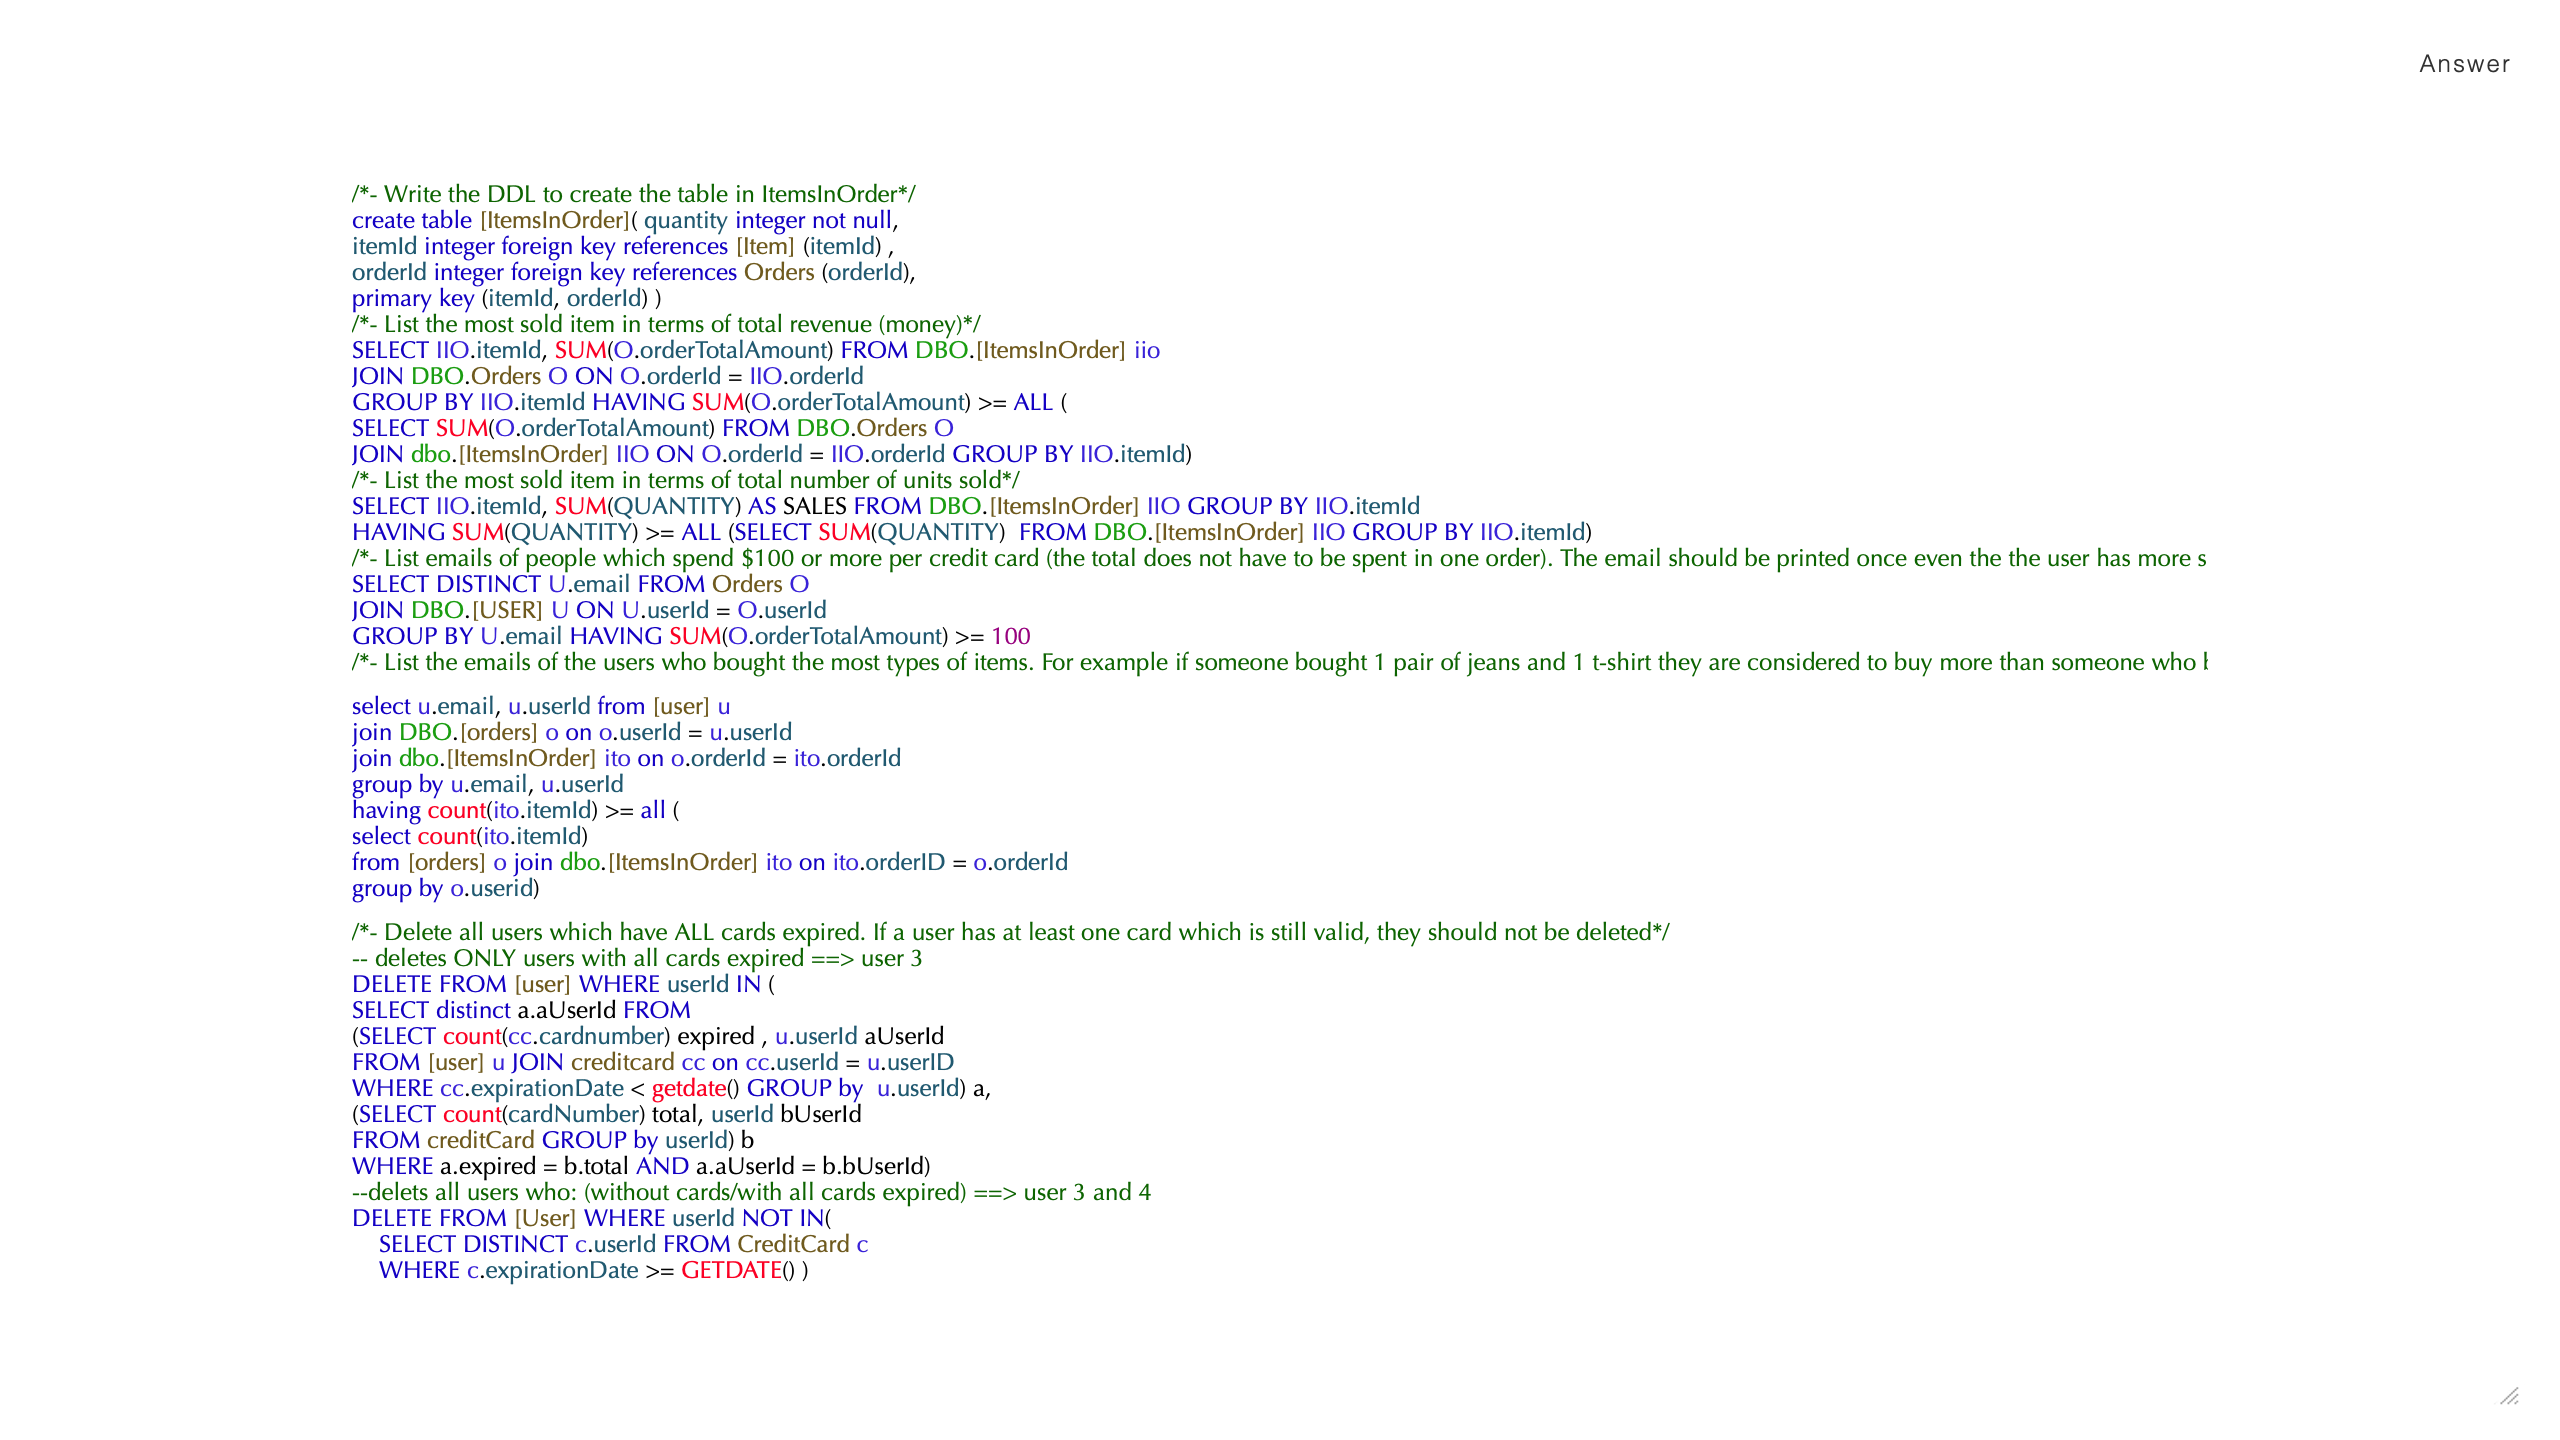 Answer
/*- Write the DDL to create the table in ItemsInOrder*/
create table [ItemsInOrder]( quantity integer not null,
itemId integer foreign key references [Item] (itemId) ,
orderId integer foreign key references Orders (orderId),
primary key (itemId, orderId) )
/*- List the most sold item in terms of total revenue (money)*/
SELECT IIO.itemId, SUM(O.orderTotalAmount) FROM DBO.[ItemsInOrder] iio
JOIN DBO.Orders O ON O.orderId = IIO.orderId
GROUP BY IIO.itemId HAVING SUM(O.orderTotalAmount) >= ALL (
SELECT SUM(O.orderTotalAmount) FROM DBO.Orders O
JOIN dbo.[ItemsInOrder] IIO ON O.orderId = IIO.orderId GROUP BY IIO.itemId)
/*- List the most sold item in terms of total number of units sold*/
SELECT IIO.itemId, SUM(QUANTITY) AS SALES FROM DBO.[ItemsInOrder] IIO GROUP BY IIO.itemId
HAVING SUM(QUANTITY) >= ALL (SELECT SUM(QUANTITY)  FROM DBO.[ItemsInOrder] IIO GROUP BY IIO.itemId)
/*- List emails of people which spend $100 or more per credit card (the total does not have to be spent in one order). The email should be printed once even the the user has more s
SELECT DISTINCT U.email FROM Orders O
JOIN DBO.[USER] U ON U.userId = O.userId
GROUP BY U.email HAVING SUM(O.orderTotalAmount) >= 100
/*- List the emails of the users who bought the most types of items. For example if someone bought 1 pair of jeans and 1 t-shirt they are considered to buy more than someone who
select u.email, u.userId from [user] u
join DBO.[orders] o on o.userId = u.userId
join dbo.[ItemsInOrder] ito on o.orderId = ito.orderId
group by u.email, u.userId
having count(ito.itemId) >= all (
select count(ito.itemId)
from [orders] o join dbo.[ItemsInOrder] ito on ito.orderID = o.orderId
group by o.userid)
/*- Delete all users which have ALL cards expired. If a user has at least one card which is still valid, they should not be deleted*/
-- deletes ONLY users with all cards expired ==> user 3
DELETE FROM [user] WHERE userId IN (
SELECT distinct a.aUserId FROM
(SELECT count(cc.cardnumber) expired , u.userId aUserId
FROM [user] u JOIN creditcard cc on cc.userId = u.userID
WHERE cc.expirationDate < getdate() GROUP by  u.userId) a,
(SELECT count(cardNumber) total, userId bUserId
FROM creditCard GROUP by userId) b
WHERE a.expired = b.total AND a.aUserId = b.bUserId)
--delets all users who: (without cards/with all cards expired) ==> user 3 and 4
DELETE FROM [User] WHERE userId NOT IN(
SELECT DISTINCT c.userId FROM CreditCard c
WHERE c.expirationDate >= GETDATE() )